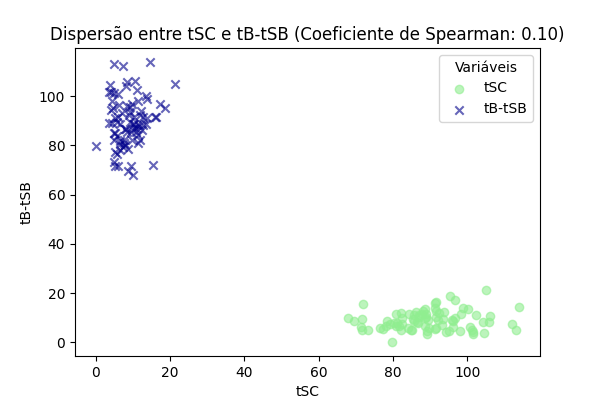 Dispersão entre tSC e tB-tSB (Coeficiente de Spearman: 0.10)
Variáveis
tSC
tB-tSB
100
80
60
40
20
0
tB-tSB
0 20 40 60 80 100
tSC